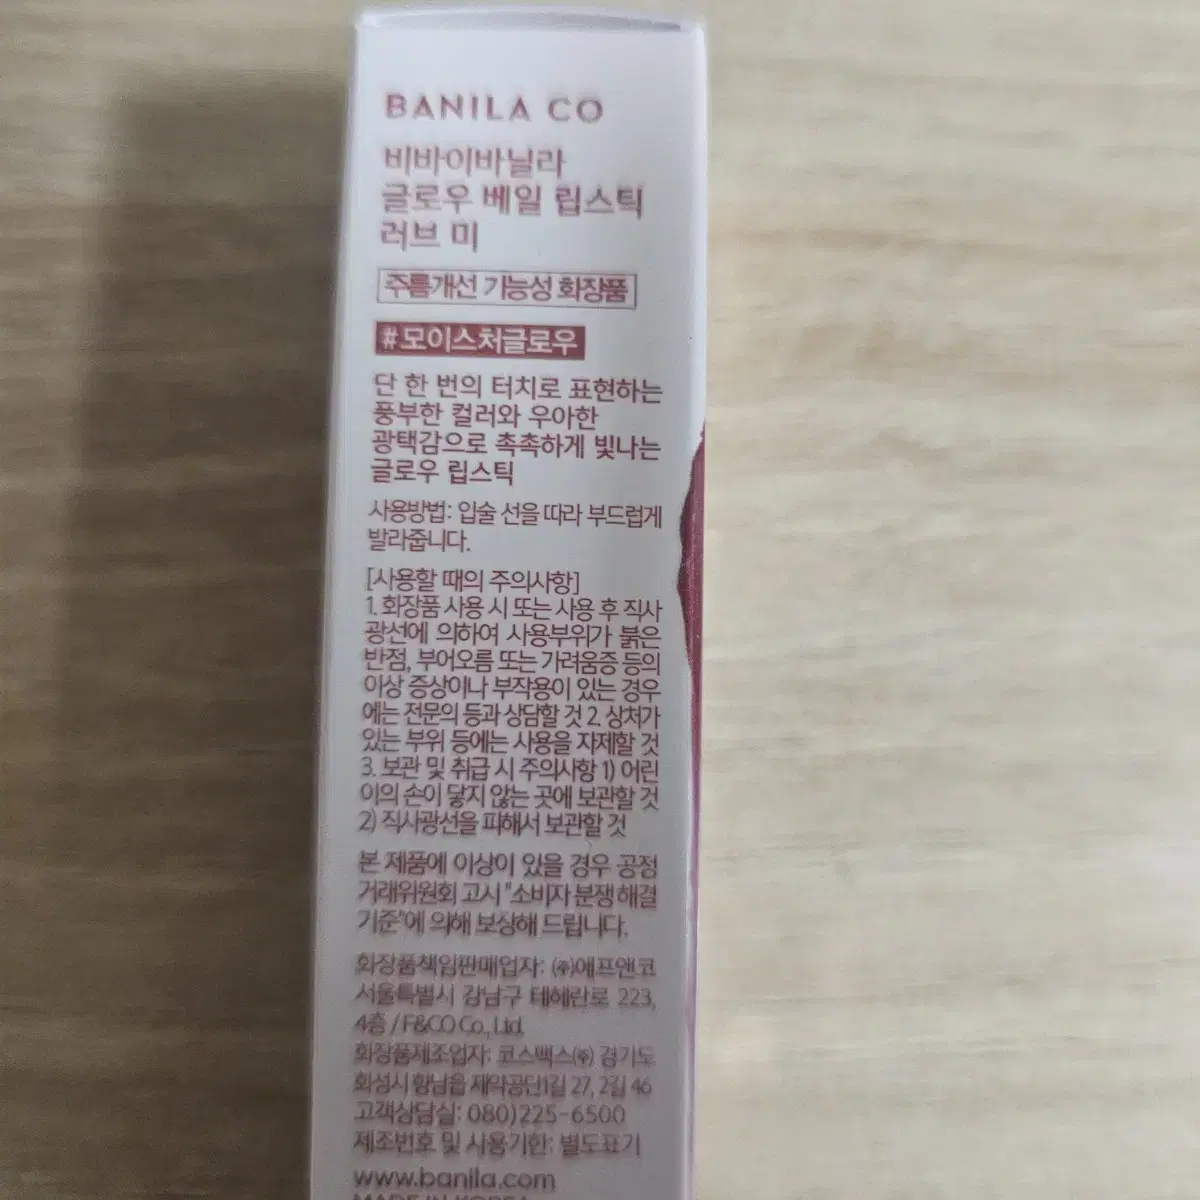 BANILA CO
비바이바닐라
글로우 베일 립스틱
러브 미
주름개선 기능성 화장품
#모이스처글로우
단 한 번의 터치로 표현하는
풍부한 컬러와 우아한
광택감으로 촉촉하게 빛나는
글로우 립스틱
사용방법: 입술 선을 따라 부드럽게
발라줍니다.
[사용할 때의 주의사항]
1. 화장품 사용 시 또는 사용 후 직사
광선에 의하여 사용부위가 붉은
반점, 부어오름 또는 가려움증 등의
이상 증상이나 부작용이 있는 경우
에는 전문의 등과 상담할 것 2. 상처가
있는 부위 등에는 사용을 자제할 것
3. 보관 및 취급 시 주의사항 1) 어린
이의 손이 닿지 않는 곳에 보관할 것
2) 직사광선을 피해서 보관할 것
본 제품에 이상이 있을 경우 공정
거래위원회 고시 "소비자 분쟁 해결
기준"에 의해 보상해 드립니다.
화장품책임판매업자: ㈜에프앤코
서울특별시 강남구 테헤란로 223,
4층 / F&CO Co., Ltd.
화장품제조업자: 코스맥스㈜ 경기도
화성시 향남읍 제약공단1길 27, 2길 46
고객상담실: 080)225-6500
제조번호 및 사용기한: 별도표기
www.banila.com
MADE IN KOREA